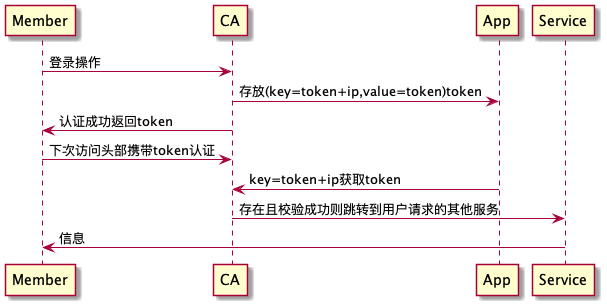 Member CA App Service
登录操作
存放(key=token+ip,value=token)token
认证成功返回token
下次访问头部携带token认证
key=token+ip获取token
存在且校验成功则跳转到用户请求的其他服务
信息
Member CA App Service